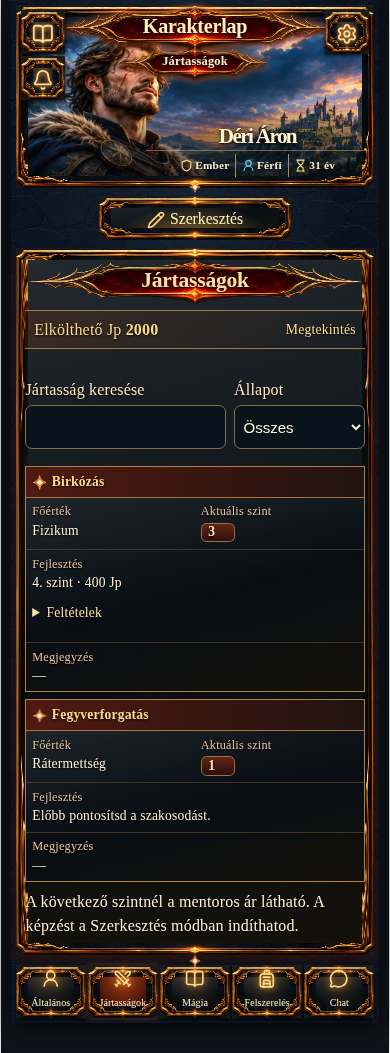 Karakterlap
Jártasságok
Déri Áron
Ember Férfi 31 év
Szerkesztés
Jártasságok
Elkölthető Jp 2000 Megtekintés
Jártasság keresése Állapot
Összes
Birkózás
Főérték Aktuális szint
Fizikum 3
Fejlesztés
4. szint · 400 Jp
Feltételek
Megjegyzés
—
Fegyverforgatás
Főérték Aktuális szint
Rátermettség 1
Fejlesztés
Előbb pontosítsd a szakosodást.
Megjegyzés
—
A következő szintnél a mentoros ár látható. A
képzést a Szerkesztés módban indíthatod.
Általános Jártasságok Mágia Felszerelés Chat